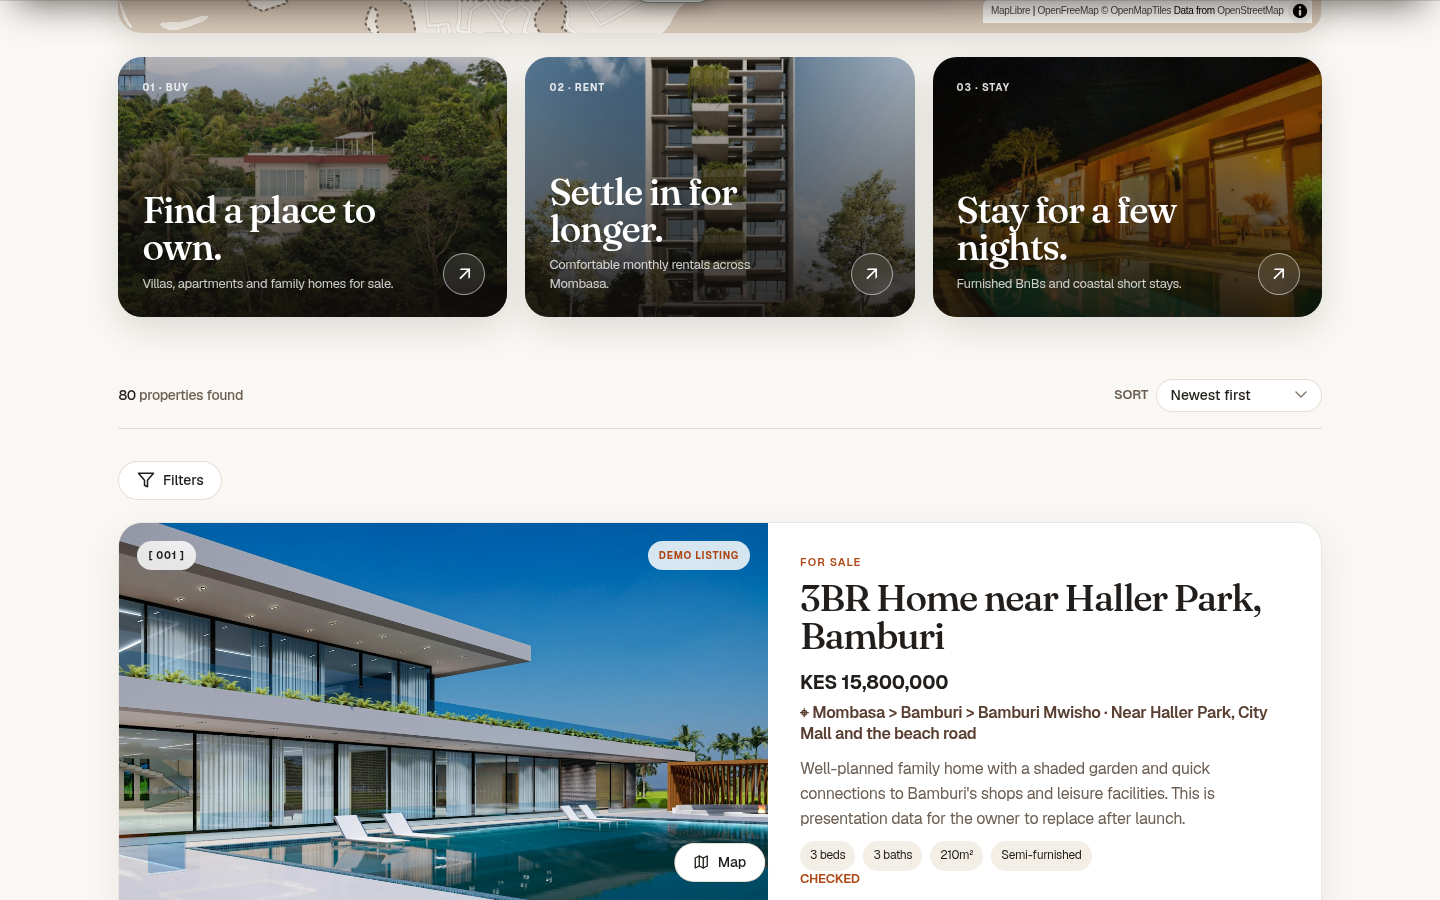 MapLibre | OpenFreeMap © OpenMapTiles Data from OpenStreetMap
01 · BUY
Find a place to
own.
Villas, apartments and family homes for sale.
02 · RENT
Settle in for
longer.
Comfortable monthly rentals across
Mombasa.
03 · STAY
Stay for a few
nights.
Furnished BnBs and coastal short stays.
80 properties found
SORT Newest first
Filters
[ 001 ]
DEMO LISTING
Map
FOR SALE
3BR Home near Haller Park,
Bamburi
KES 15,800,000
⌖ Mombasa > Bamburi > Bamburi Mwisho · Near Haller Park, City
Mall and the beach road
Well-planned family home with a shaded garden and quick
connections to Bamburi's shops and leisure facilities. This is
presentation data for the owner to replace after launch.
3 beds 3 baths 210m² Semi-furnished
CHECKED